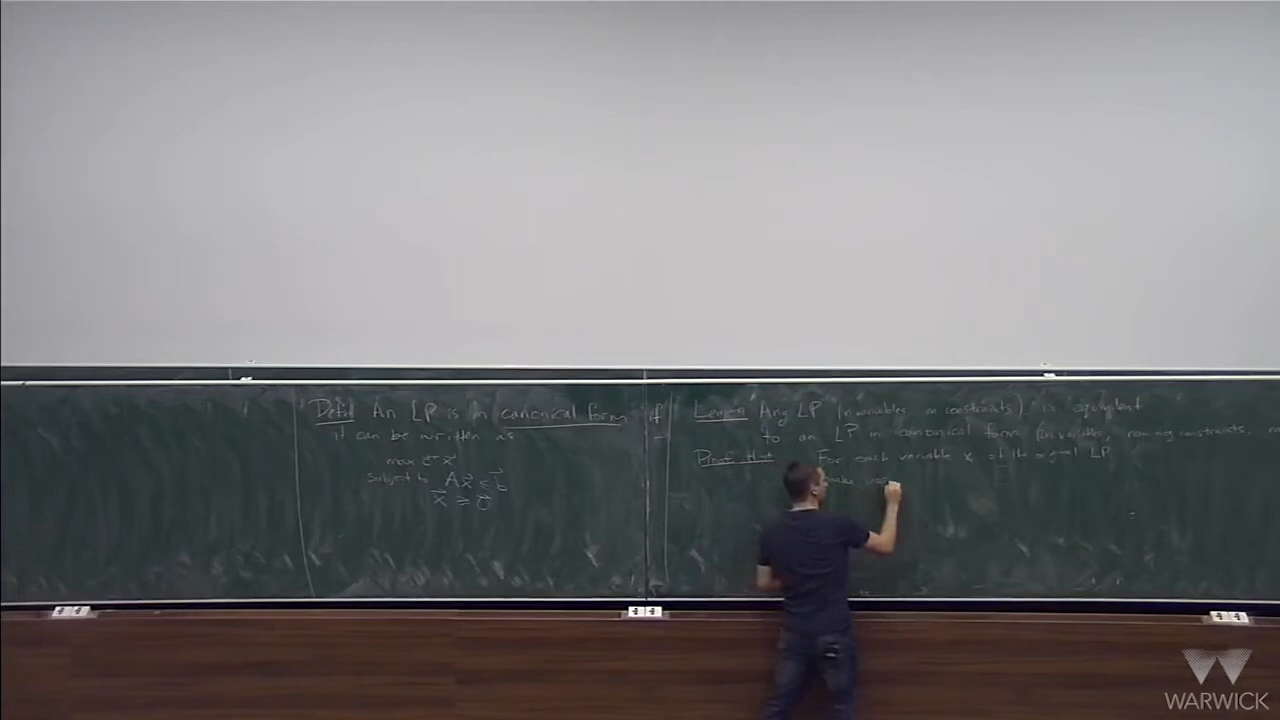 Defn An LP is in canonical form if
it can be written as
max c^T x
subject to Ax ≤ b
x ≥ 0
Lemma Any LP (n variables, m constraints) is equivalent
to an LP in canonical form
Proof: For each variable x of the original LP
make
WARWICK